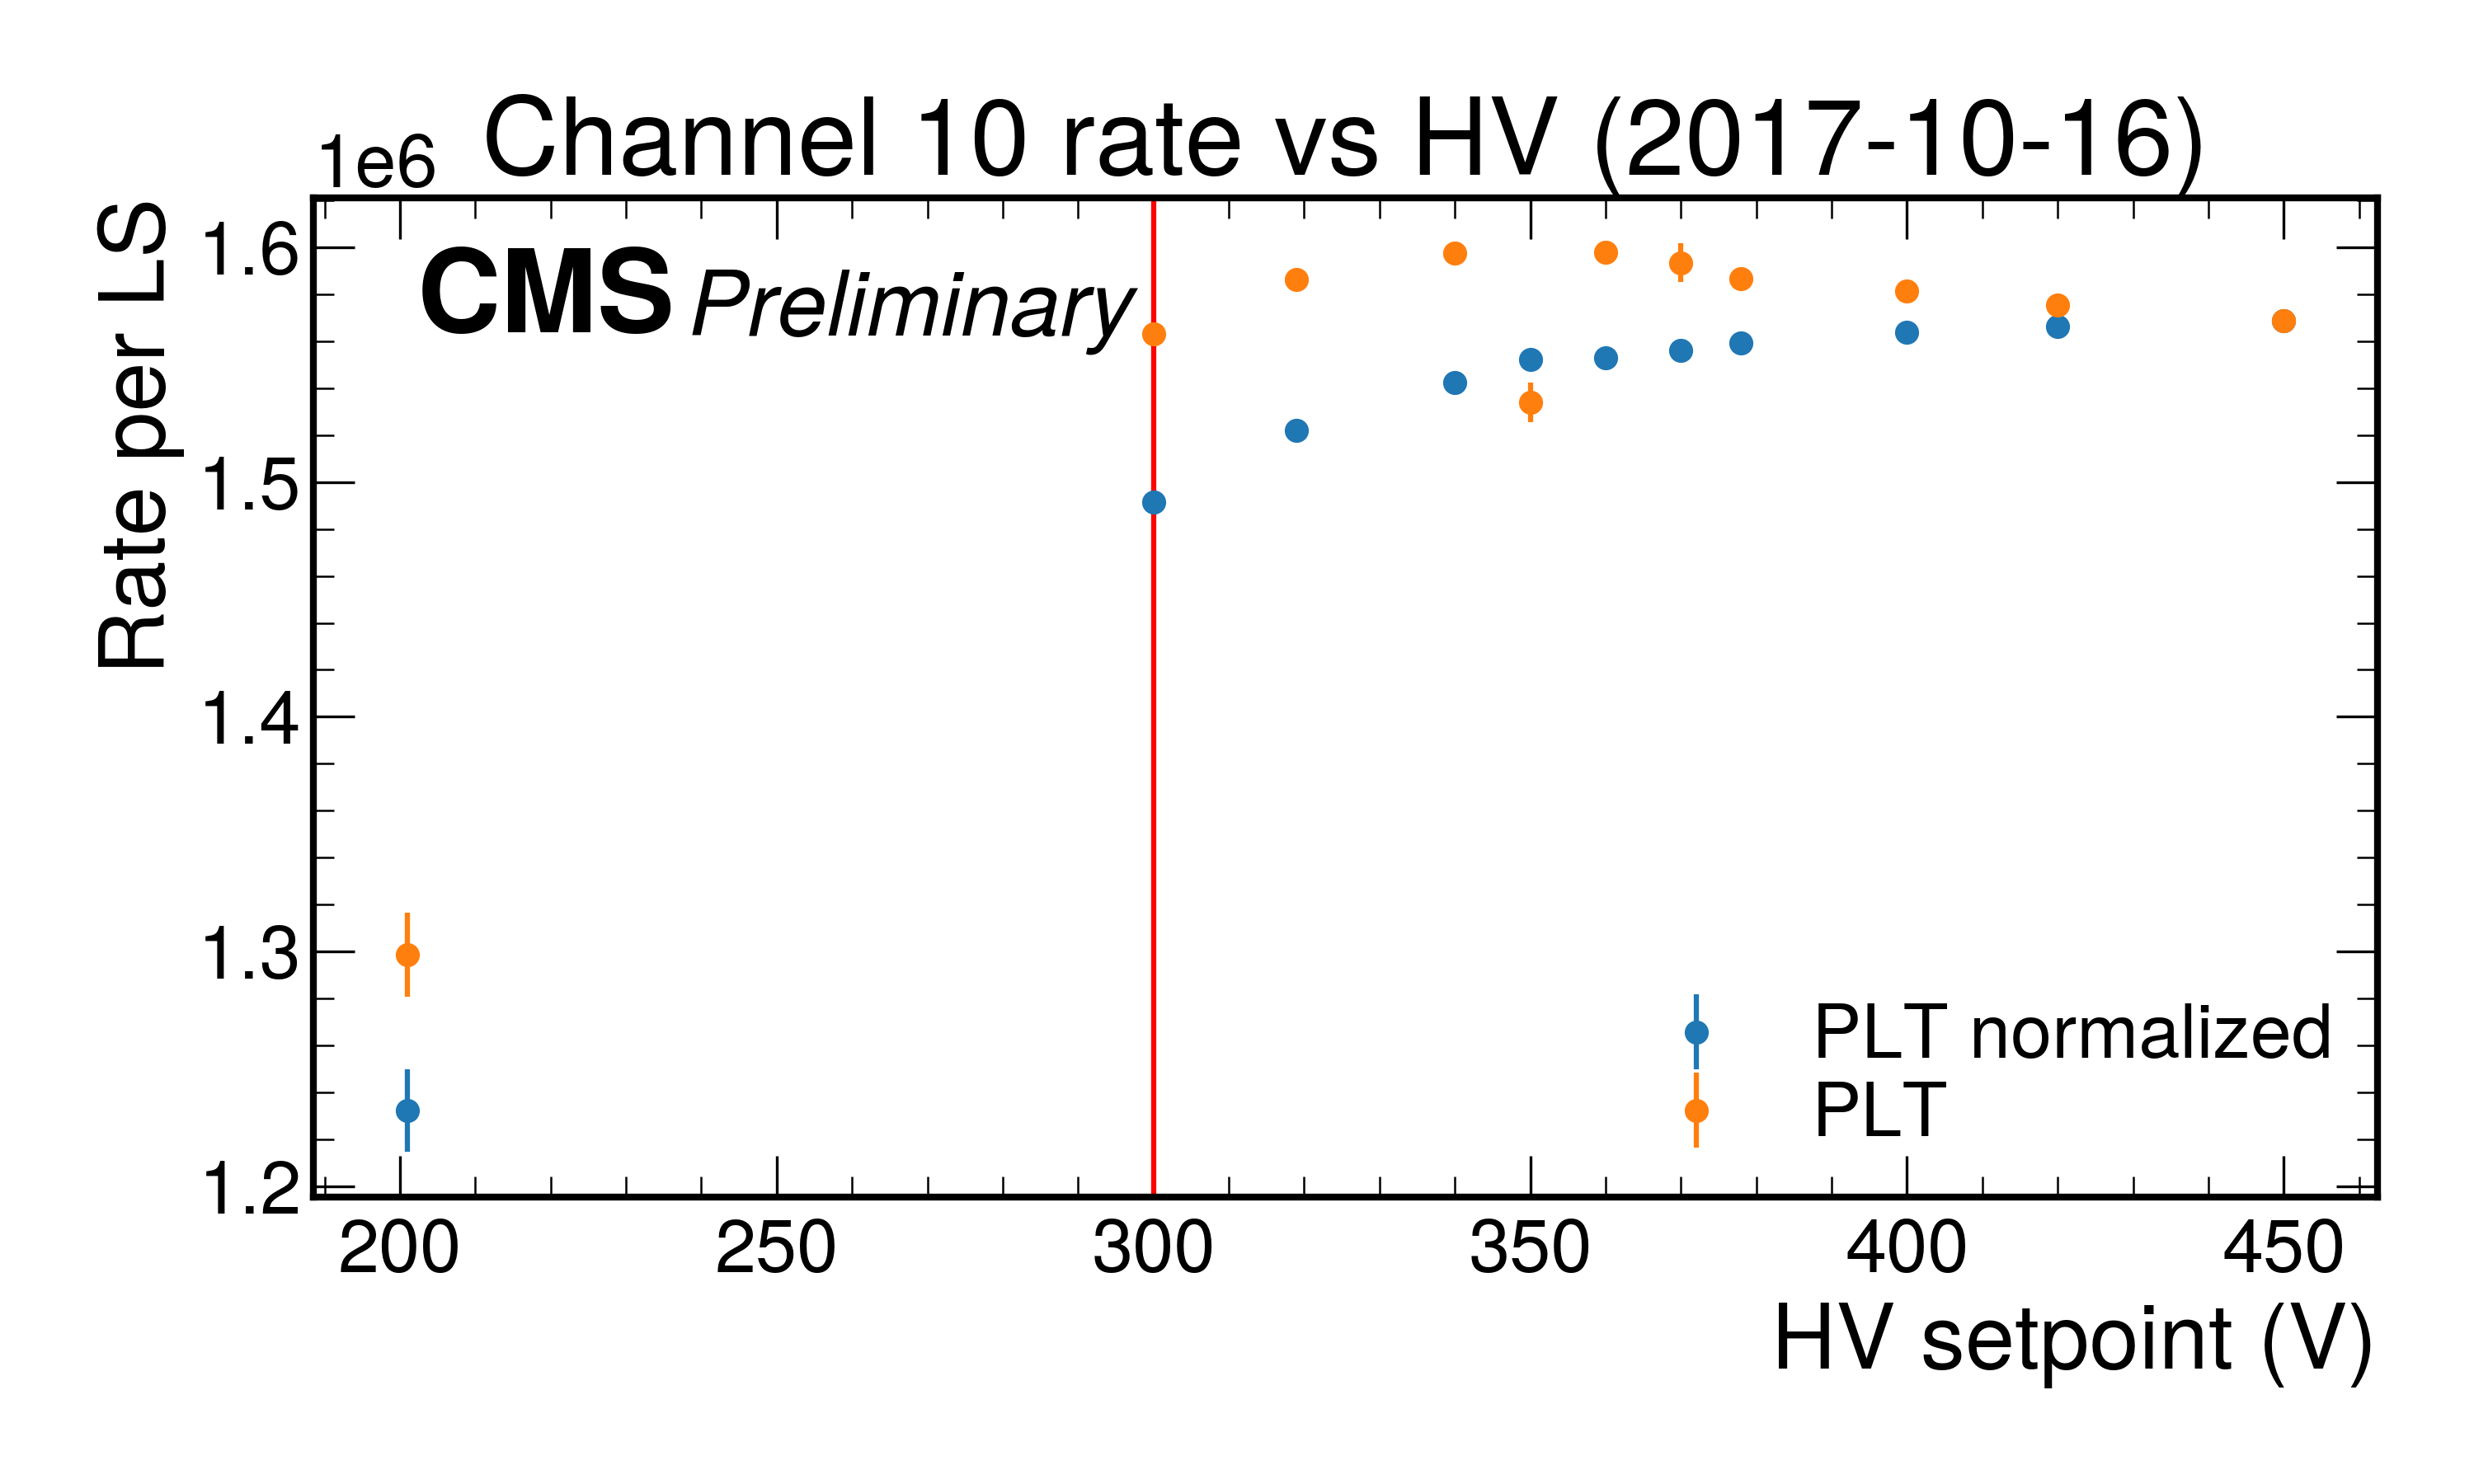 Channel 10 rate vs HV (2017-10-16)
1e6
CMS Preliminary
Rate per LS
1.6
1.5
1.4
1.3
1.2
PLT normalized
PLT
200 250 300 350 400 450
HV setpoint (V)